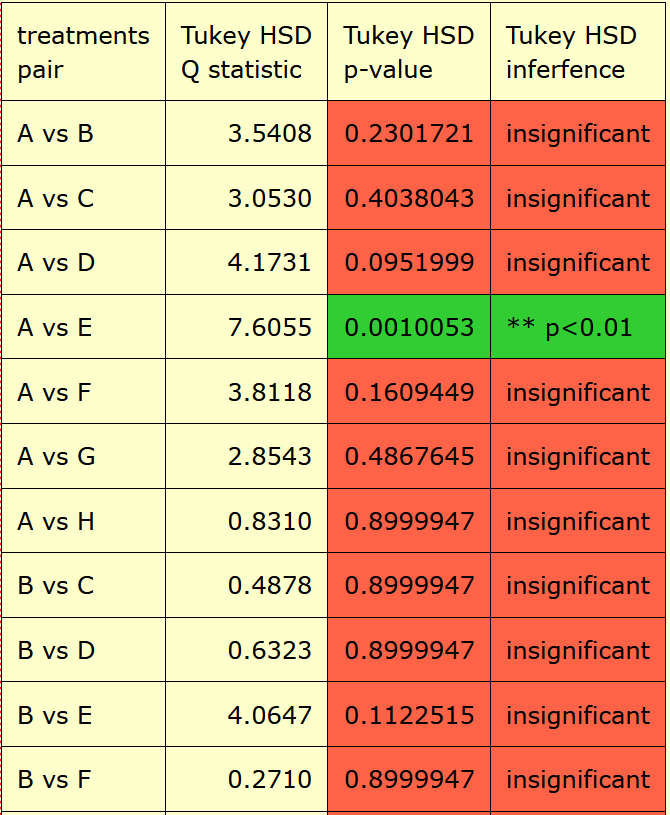 treatments pair Tukey HSD Q statistic Tukey HSD p-value Tukey HSD inferfence
A vs B 3.5408 0.2301721 insignificant
A vs C 3.0530 0.4038043 insignificant
A vs D 4.1731 0.0951999 insignificant
A vs E 7.6055 0.0010053 ** p<0.01
A vs F 3.8118 0.1609449 insignificant
A vs G 2.8543 0.4867645 insignificant
A vs H 0.8310 0.8999947 insignificant
B vs C 0.4878 0.8999947 insignificant
B vs D 0.6323 0.8999947 insignificant
B vs E 4.0647 0.1122515 insignificant
B vs F 0.2710 0.8999947 insignificant